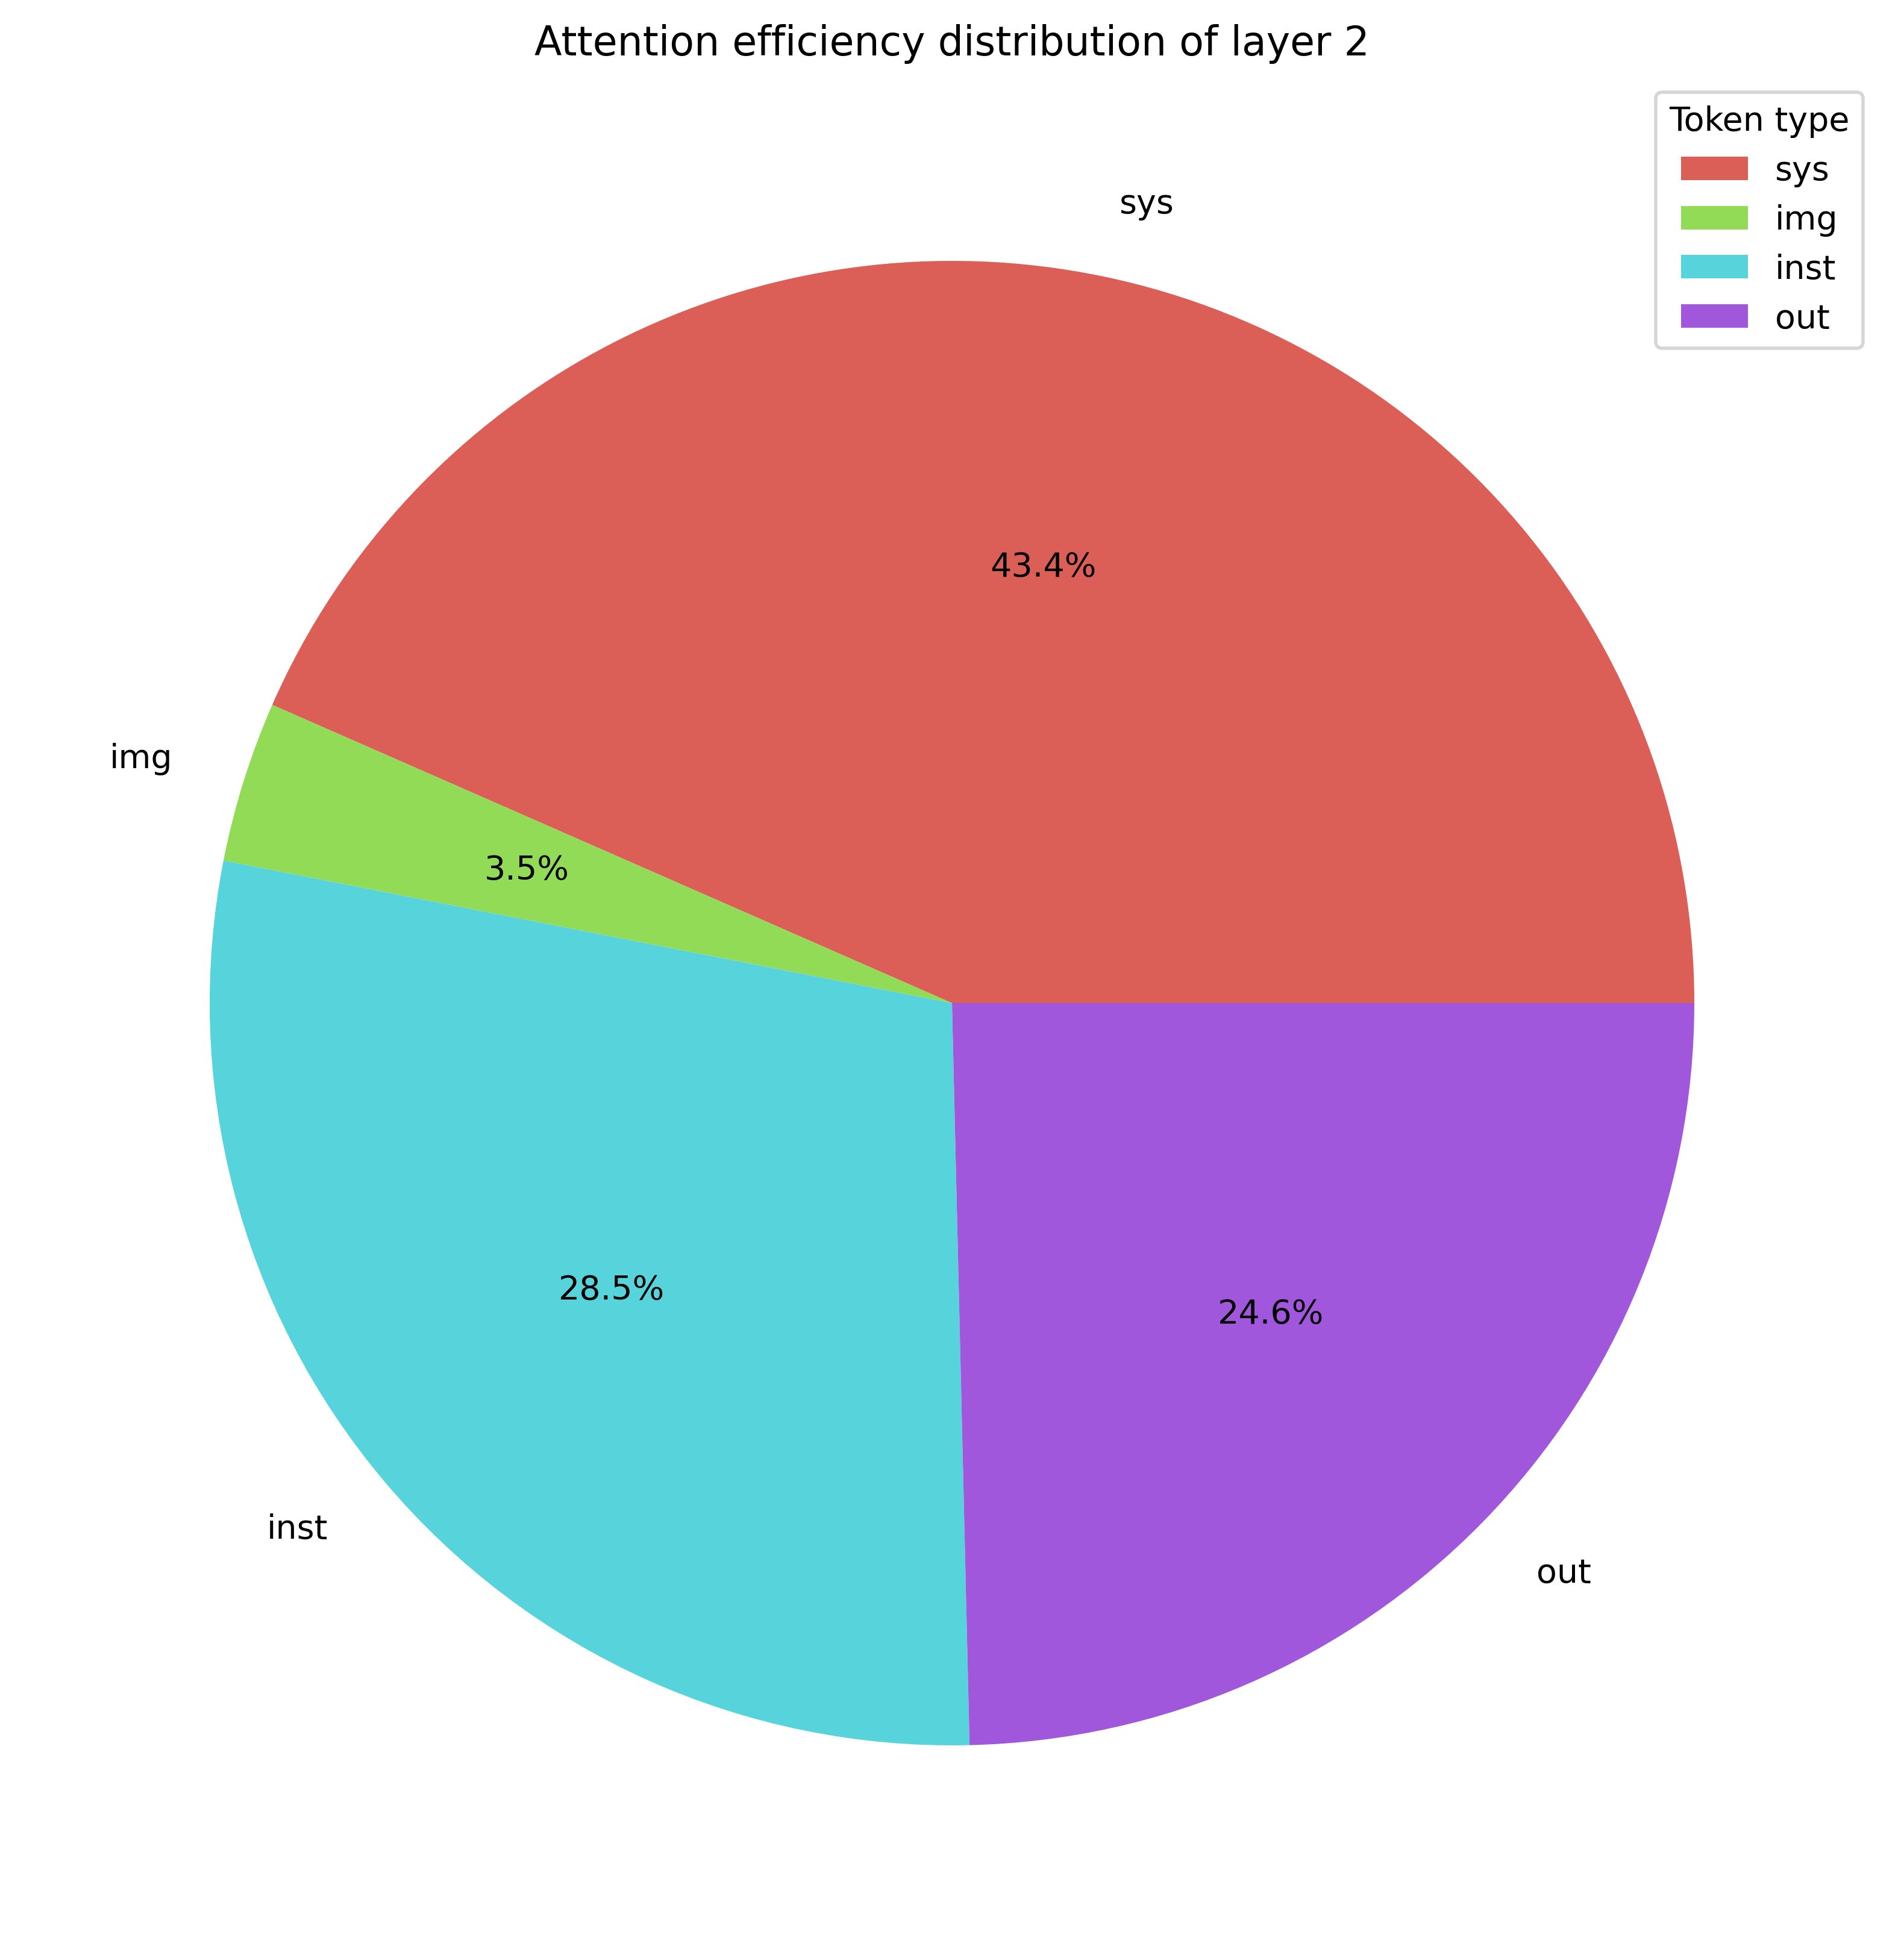 Attention efficiency distribution of layer 2
Token type
sys
img
inst
out
sys
43.4%
img
3.5%
28.5%
24.6%
inst
out